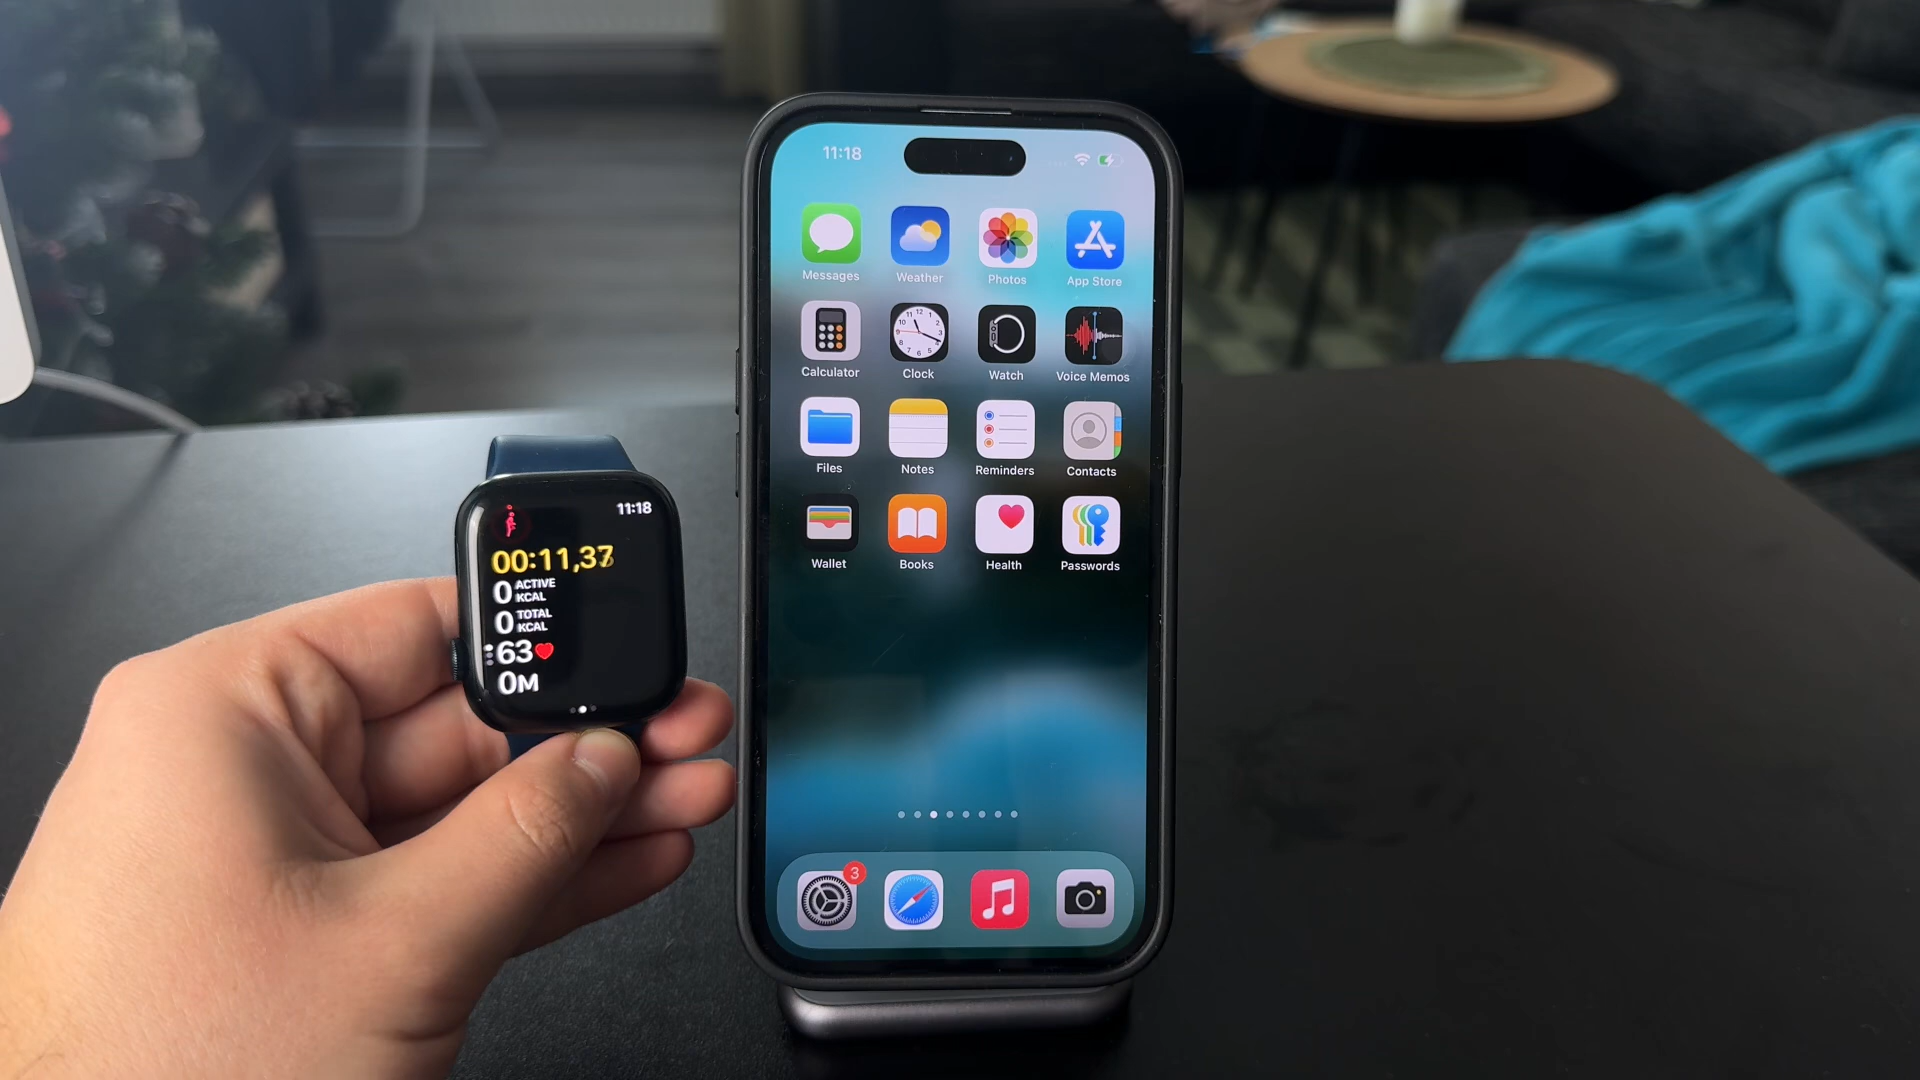 11:18
00:11,37
0 ACTIVE
KCAL
0 TOTAL
KCAL
63
0M
11:18
Messages Weather Photos App Store
Calculator Clock Watch Voice Memos
Files Notes Reminders Contacts
Wallet Books Health Passwords
3